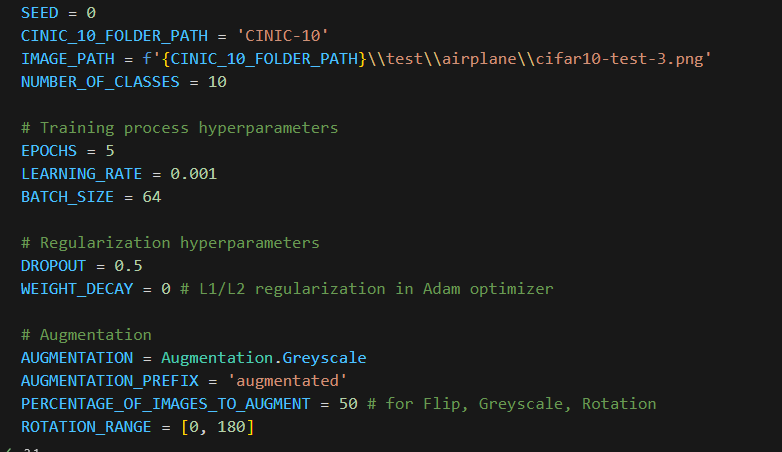 SEED = 0
CINIC_10_FOLDER_PATH = 'CINIC-10'
IMAGE_PATH = f'{CINIC_10_FOLDER_PATH}\\test\\airplane\\cifar10-test-3.png'
NUMBER_OF_CLASSES = 10
# Training process hyperparameters
EPOCHS = 5
LEARNING_RATE = 0.001
BATCH_SIZE = 64
# Regularization hyperparameters
DROPOUT = 0.5
WEIGHT_DECAY = 0 # L1/L2 regularization in Adam optimizer
# Augmentation
AUGMENTATION = Augmentation.Greyscale
AUGMENTATION_PREFIX = 'augmentated'
PERCENTAGE_OF_IMAGES_TO_AUGMENT = 50 # for Flip, Greyscale, Rotation
ROTATION_RANGE = [0, 180]